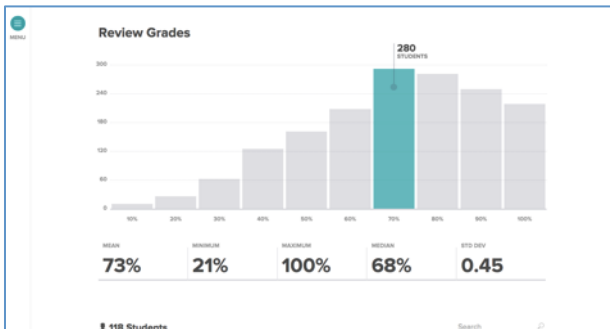 MENU
Review Grades
280
STUDENTS
300
240
180
120
60
0
10%
20%
30%
40%
50%
60%
70%
80%
90%
100%
MEAN
MINIMUM
MAXIMUM
MEDIAN
STD DEV
73%
21%
100%
68%
0.45
118 Students
Search